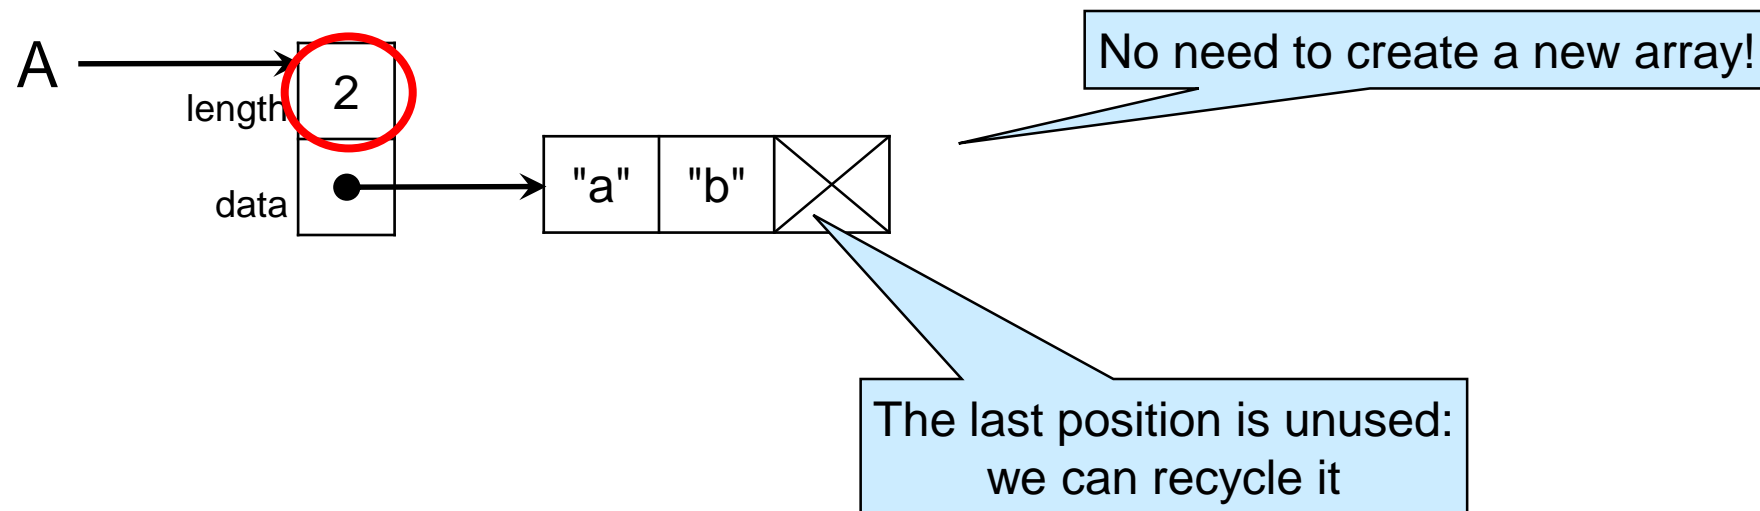 No need to create a new array!
A
2
length
"a" "b"
data
The last position is unused:
we can recycle it